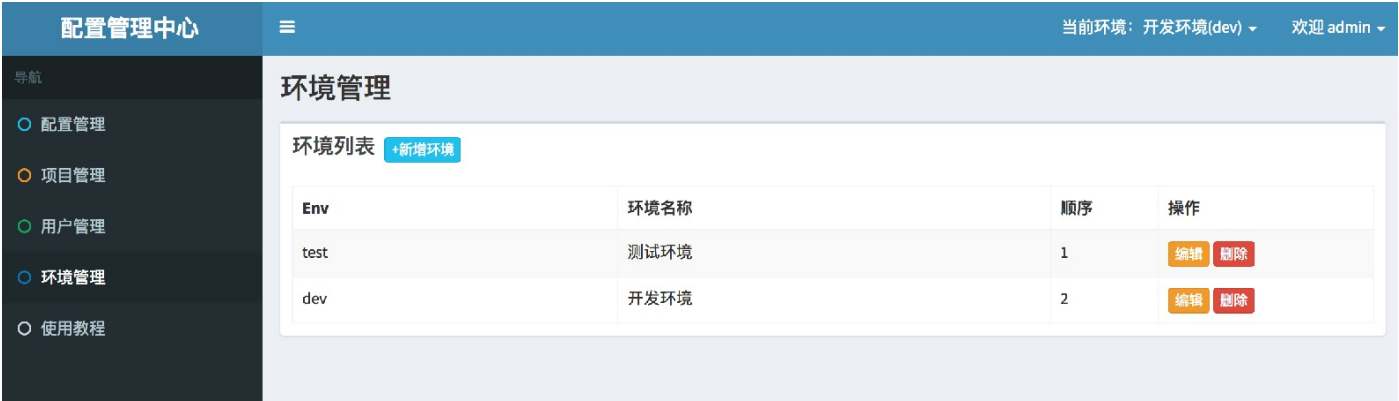 配置管理中心
当前环境：开发环境(dev)
欢迎 admin
导航
配置管理
项目管理
用户管理
环境管理
使用教程
环境管理
环境列表 +新增环境
Env 环境名称 顺序 操作
test 测试环境 1 编辑 删除
dev 开发环境 2 编辑 删除